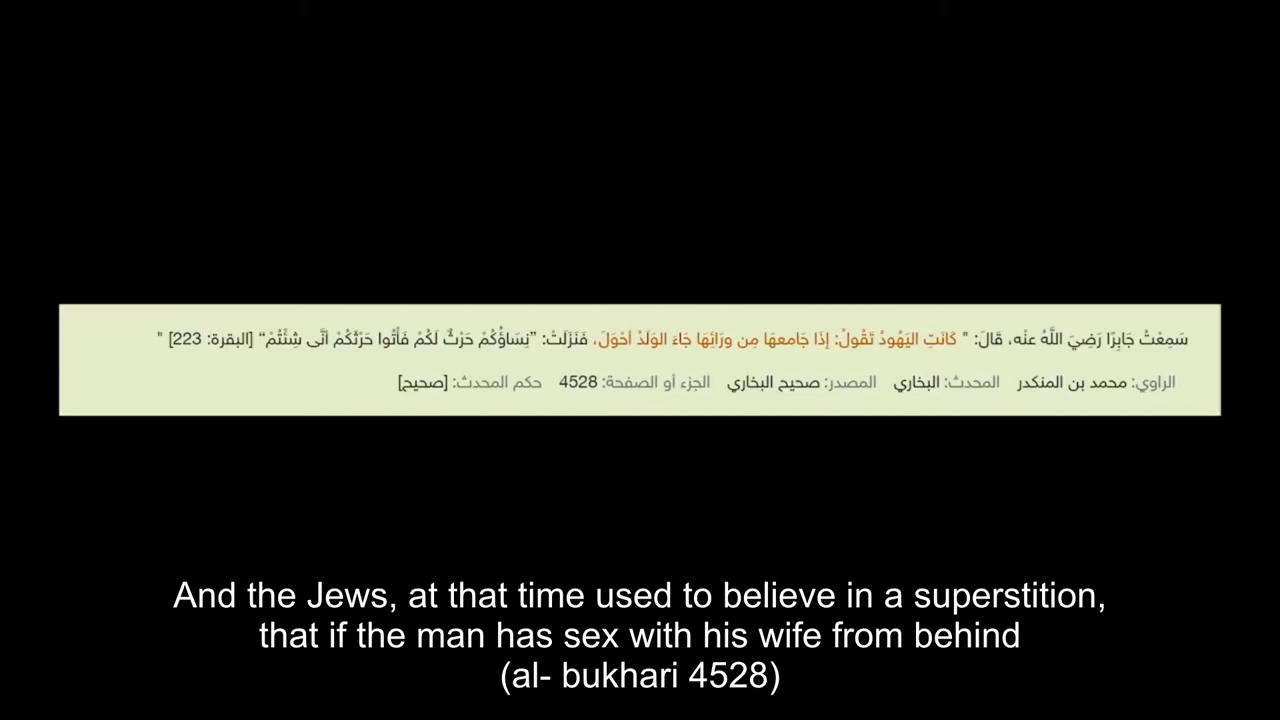 سَمِعْتُ جَابِرًا رَضِيَ اللَّهُ عنْه، قَالَ: " كَانَتِ اليَهُودُ تَقُولُ: إذَا جَامعهَا مِن ورَائِهَا جَاءَ الوَلَدُ أحْوَلَ، فَنَزَلَتْ: ”نِسَاؤُكُمْ حَرْثٌ لَكُمْ فَأْتُوا حَرْثَكُمْ أنَّى شِئْتُمْ“ [البقرة: 223] "
الراوي: محمد بن المنكدر المحدث: البخاري المصدر: صحيح البخاري الجزء أو الصفحة: 4528 حكم المحدث: [صحيح]
And the Jews, at that time used to believe in a superstition,
that if the man has sex with his wife from behind
(al- bukhari 4528)